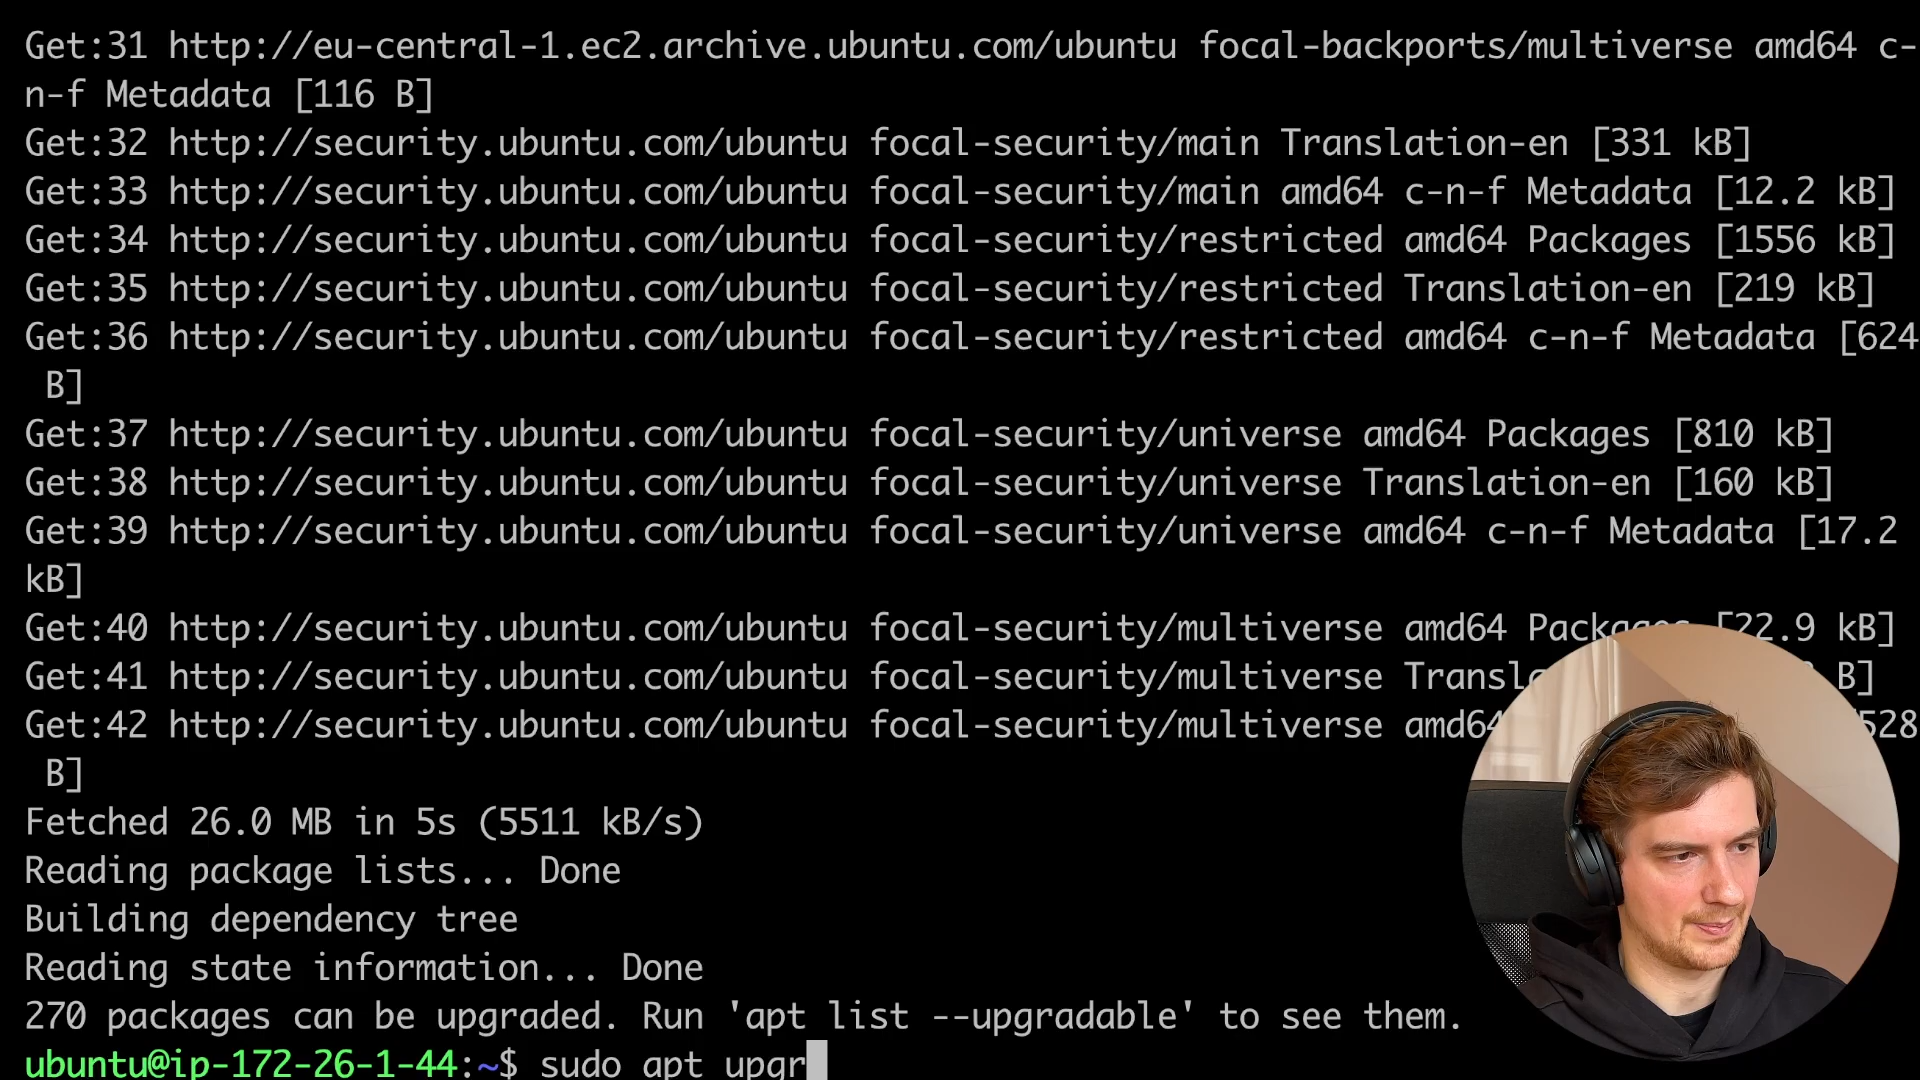 Get:31 http://eu-central-1.ec2.archive.ubuntu.com/ubuntu focal-backports/multiverse amd64 c-
n-f Metadata [116 B]
Get:32 http://security.ubuntu.com/ubuntu focal-security/main Translation-en [331 kB]
Get:33 http://security.ubuntu.com/ubuntu focal-security/main amd64 c-n-f Metadata [12.2 kB]
Get:34 http://security.ubuntu.com/ubuntu focal-security/restricted amd64 Packages [1556 kB]
Get:35 http://security.ubuntu.com/ubuntu focal-security/restricted Translation-en [219 kB]
Get:36 http://security.ubuntu.com/ubuntu focal-security/restricted amd64 c-n-f Metadata [624
B]
Get:37 http://security.ubuntu.com/ubuntu focal-security/universe amd64 Packages [810 kB]
Get:38 http://security.ubuntu.com/ubuntu focal-security/universe Translation-en [160 kB]
Get:39 http://security.ubuntu.com/ubuntu focal-security/universe amd64 c-n-f Metadata [17.2
kB]
Get:40 http://security.ubuntu.com/ubuntu focal-security/multiverse amd64 Packages [22.9 kB]
Get:41 http://security.ubuntu.com/ubuntu focal-security/multiverse B]
Get:42 http://security.ubuntu.com/ubuntu focal-security/multiverse amd64 528
B]
Fetched 26.0 MB in 5s (5511 kB/s)
Reading package lists... Done
Building dependency tree
Reading state information... Done
270 packages can be upgraded. Run 'apt list --upgradable' to see them.
ubuntu@ip-172-26-1-44:~$ sudo apt upgr